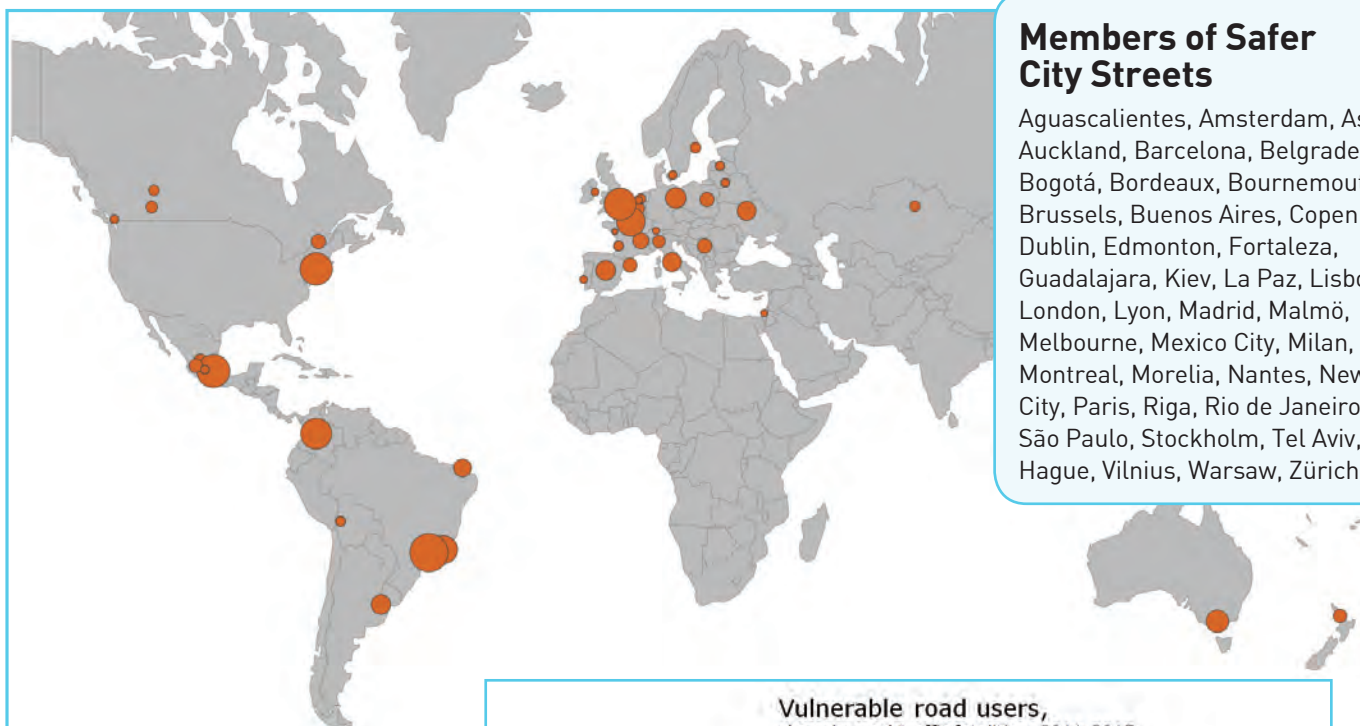 Members of Safer
City Streets
Aguascalientes, Amsterdam,
Auckland, Barcelona, Belgrade
Bogotá, Bordeaux,
Brussels, Buenos Aires,
Dublin, Edmonton, Fortaleza,
Guadalajara, Kiev, La Paz,
London, Lyon, Madrid, Malmö,
Melbourne, Mexico City, Milan,
Montreal, Morelia, Nantes,
City, Paris, Riga, Rio de Janeiro
São Paulo, Stockholm, Tel Aviv,
Hague, Vilnius, Warsaw, Zürich
Vulnerable road users,